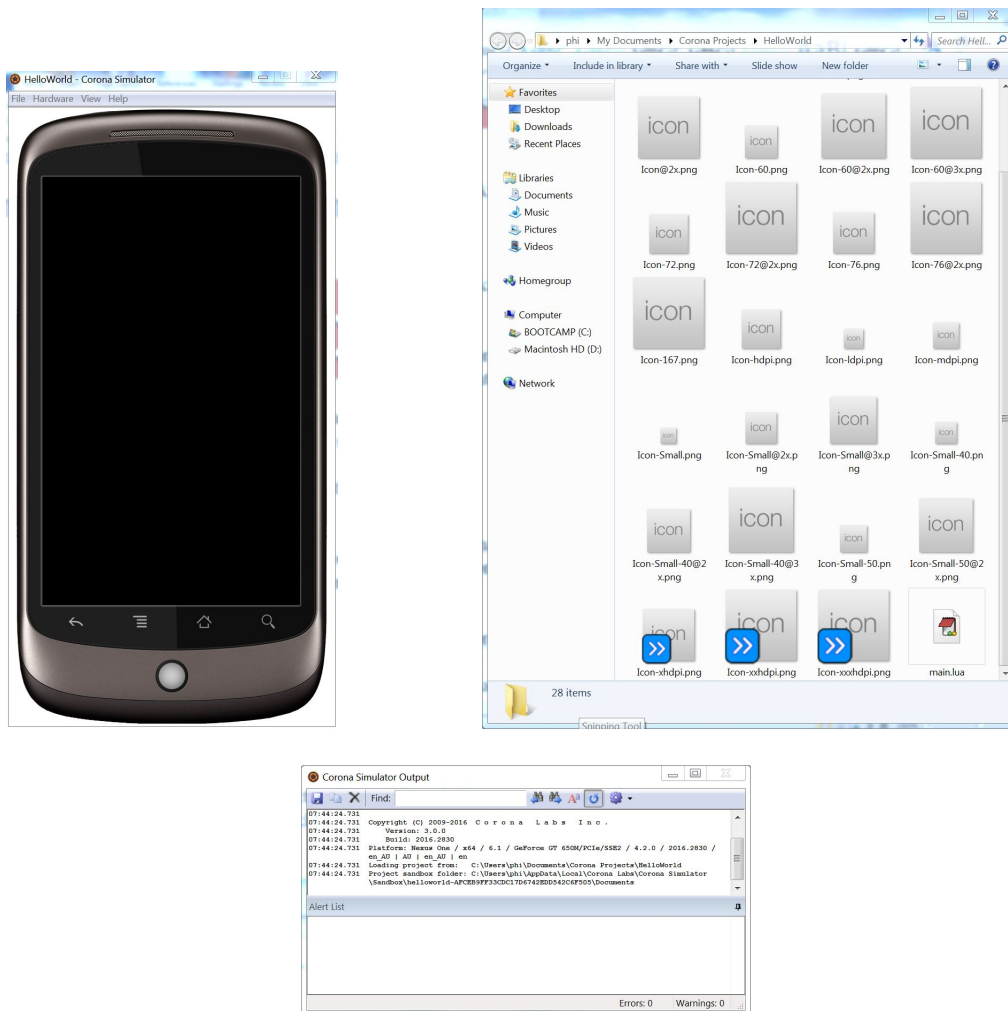 HelloWorld - Corona Simulator
File Hardware View Help
phi My Documents Corona Projects HelloWorld
Search Hell...
Organize Include in library Share with Slide show New folder
Favorites
Desktop
Downloads
Recent Places
Libraries
Documents
Music
Pictures
Videos
Homegroup
Computer
BOOTCAMP (C:)
Macintosh HD (D:)
Network
icon icon icon icon
Icon@2x.png Icon-60.png Icon-60@2x.png Icon-60@3x.png
icon icon icon icon
Icon-72.png Icon-72@2x.png Icon-76.png Icon-76@2x.png
icon icon icon icon
Icon-167.png Icon-hdpi.png Icon-ldpi.png Icon-mdpi.png
icon icon icon icon
Icon-Small.png Icon-Small@2x.p Icon-Small@3x.p Icon-Small-40.pn
ng ng g
icon icon icon icon
Icon-Small-40@2 Icon-Small-40@3 Icon-Small-50.pn Icon-Small-50@2
x.png x.png g x.png
icon icon icon
Icon-xhdpi.png Icon-xxhdpi.png Icon-xxxhdpi.png main.lua
28 items
Snipping Tool
Corona Simulator Output
Find:
07:44:24.731
07:44:24.731 Copyright (C) 2009-2016 C o r o n a L a b s I n c .
07:44:24.731 Version: 3.0.0
07:44:24.731 Build: 2016.2830
07:44:24.731 Platform: Nexus One / x64 / 6.1 / GeForce GT 650M/PCIe/SSE2 / 4.2.0 / 2016.2830 /
en_AU | AU | en_AU | en
07:44:24.731 Loading project from: C:\Users\phi\Documents\Corona Projects\HelloWorld
07:44:24.731 Project sandbox folder: C:\Users\phi\AppData\Local\Corona Labs\Corona Simulator
\Sandbox\helloworld-AFCEB9FF33CDC17D6742EDD542C6F505\Documents
Alert List
Errors: 0 Warnings: 0